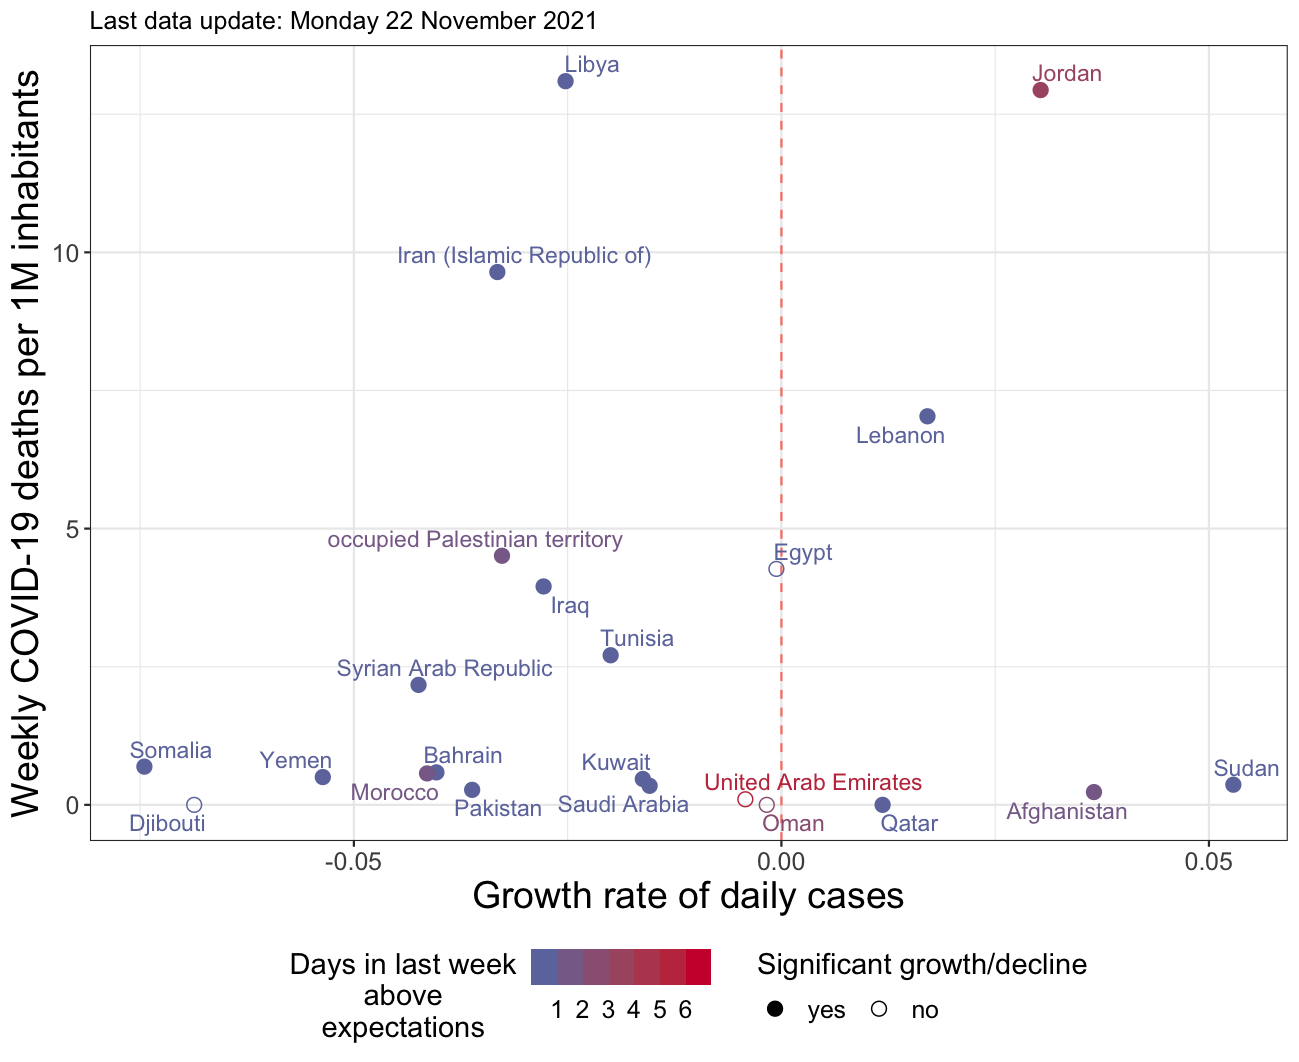 Last data update: Monday 22 November 2021
Weekly COVID-19 deaths per 1M inhabitants
10
5
0
Libya
Jordan
Iran (Islamic Republic of)
Lebanon
occupied Palestinian territory
Egypt
Iraq
Tunisia
Syrian Arab Republic
Somalia
Yemen
Bahrain
Kuwait
Sudan
United Arab Emirates
Morocco
Pakistan
Saudi Arabia
Afghanistan
Djibouti
Oman
Qatar
-0.05
0.00
0.05
Growth rate of daily cases
Days in last week
above
expectations
1 2 3 4 5 6
Significant growth/decline
yes no